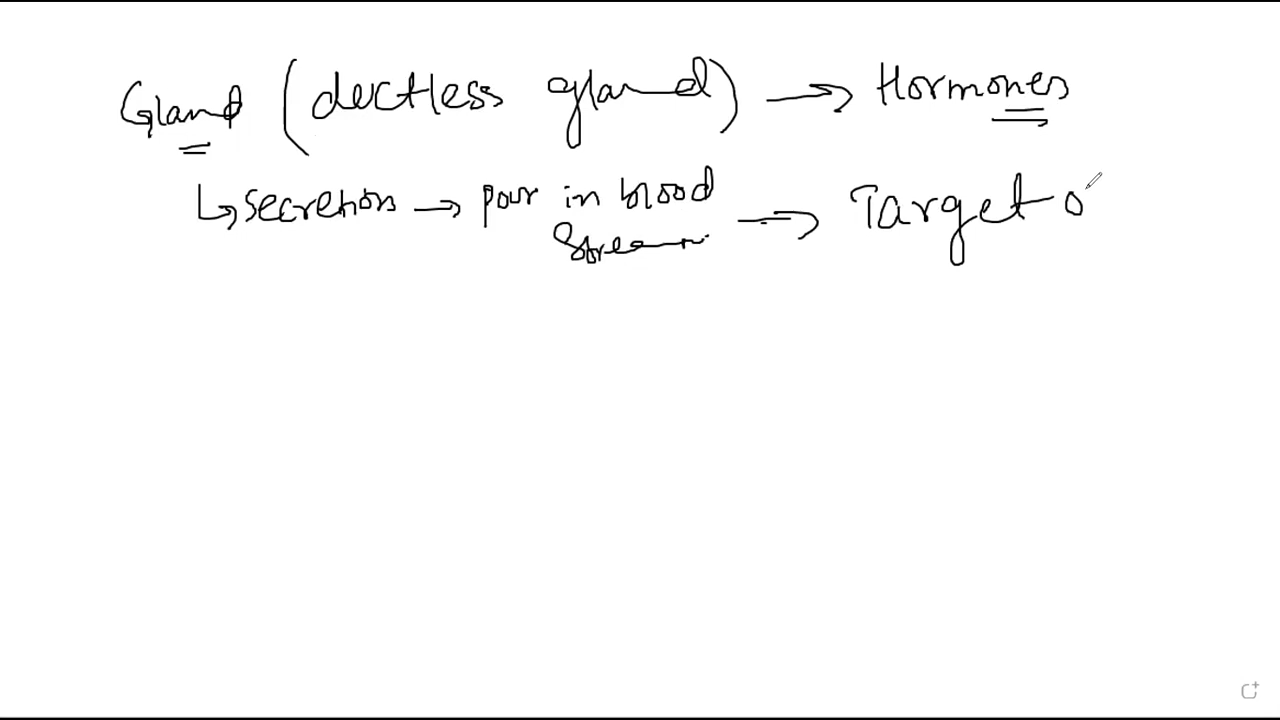 Gland (ductless gland) → Hormones
↳ secretion → pour in blood → Target o
stream